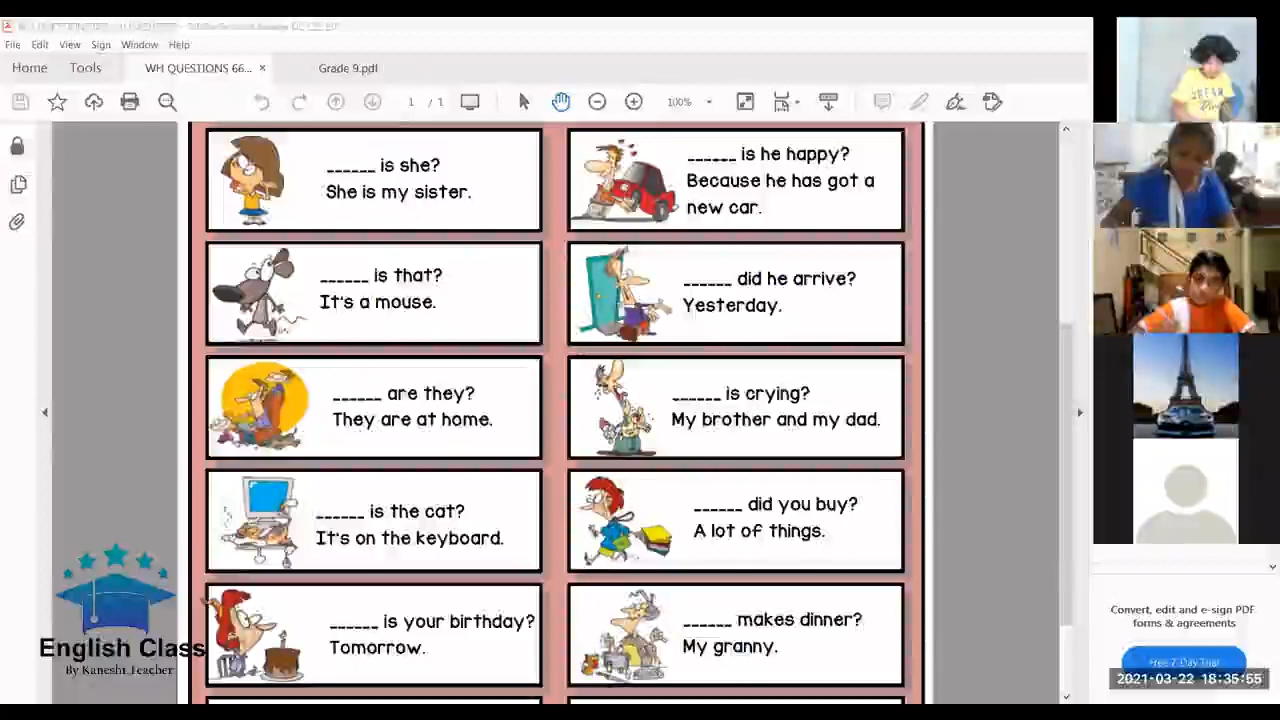 File Edit View Sign Window Help
Home Tools WH QUESTIONS 66... × Grade 9.pdf
1 / 1 100%
______ is she?
She is my sister.
______ is he happy?
Because he has got a
new car.
______ is that?
It's a mouse.
______ did he arrive?
Yesterday.
______ are they?
They are at home.
______ is crying?
My brother and my dad.
______ is the cat?
It's on the keyboard.
______ did you buy?
A lot of things.
______ is your birthday?
Tomorrow.
______ makes dinner?
My granny.
English Class
By Kanesht Teacher
Convert, edit and e-sign PDF
forms & agreements
Free 7-Day Trial
2021-03-22 18:35:55